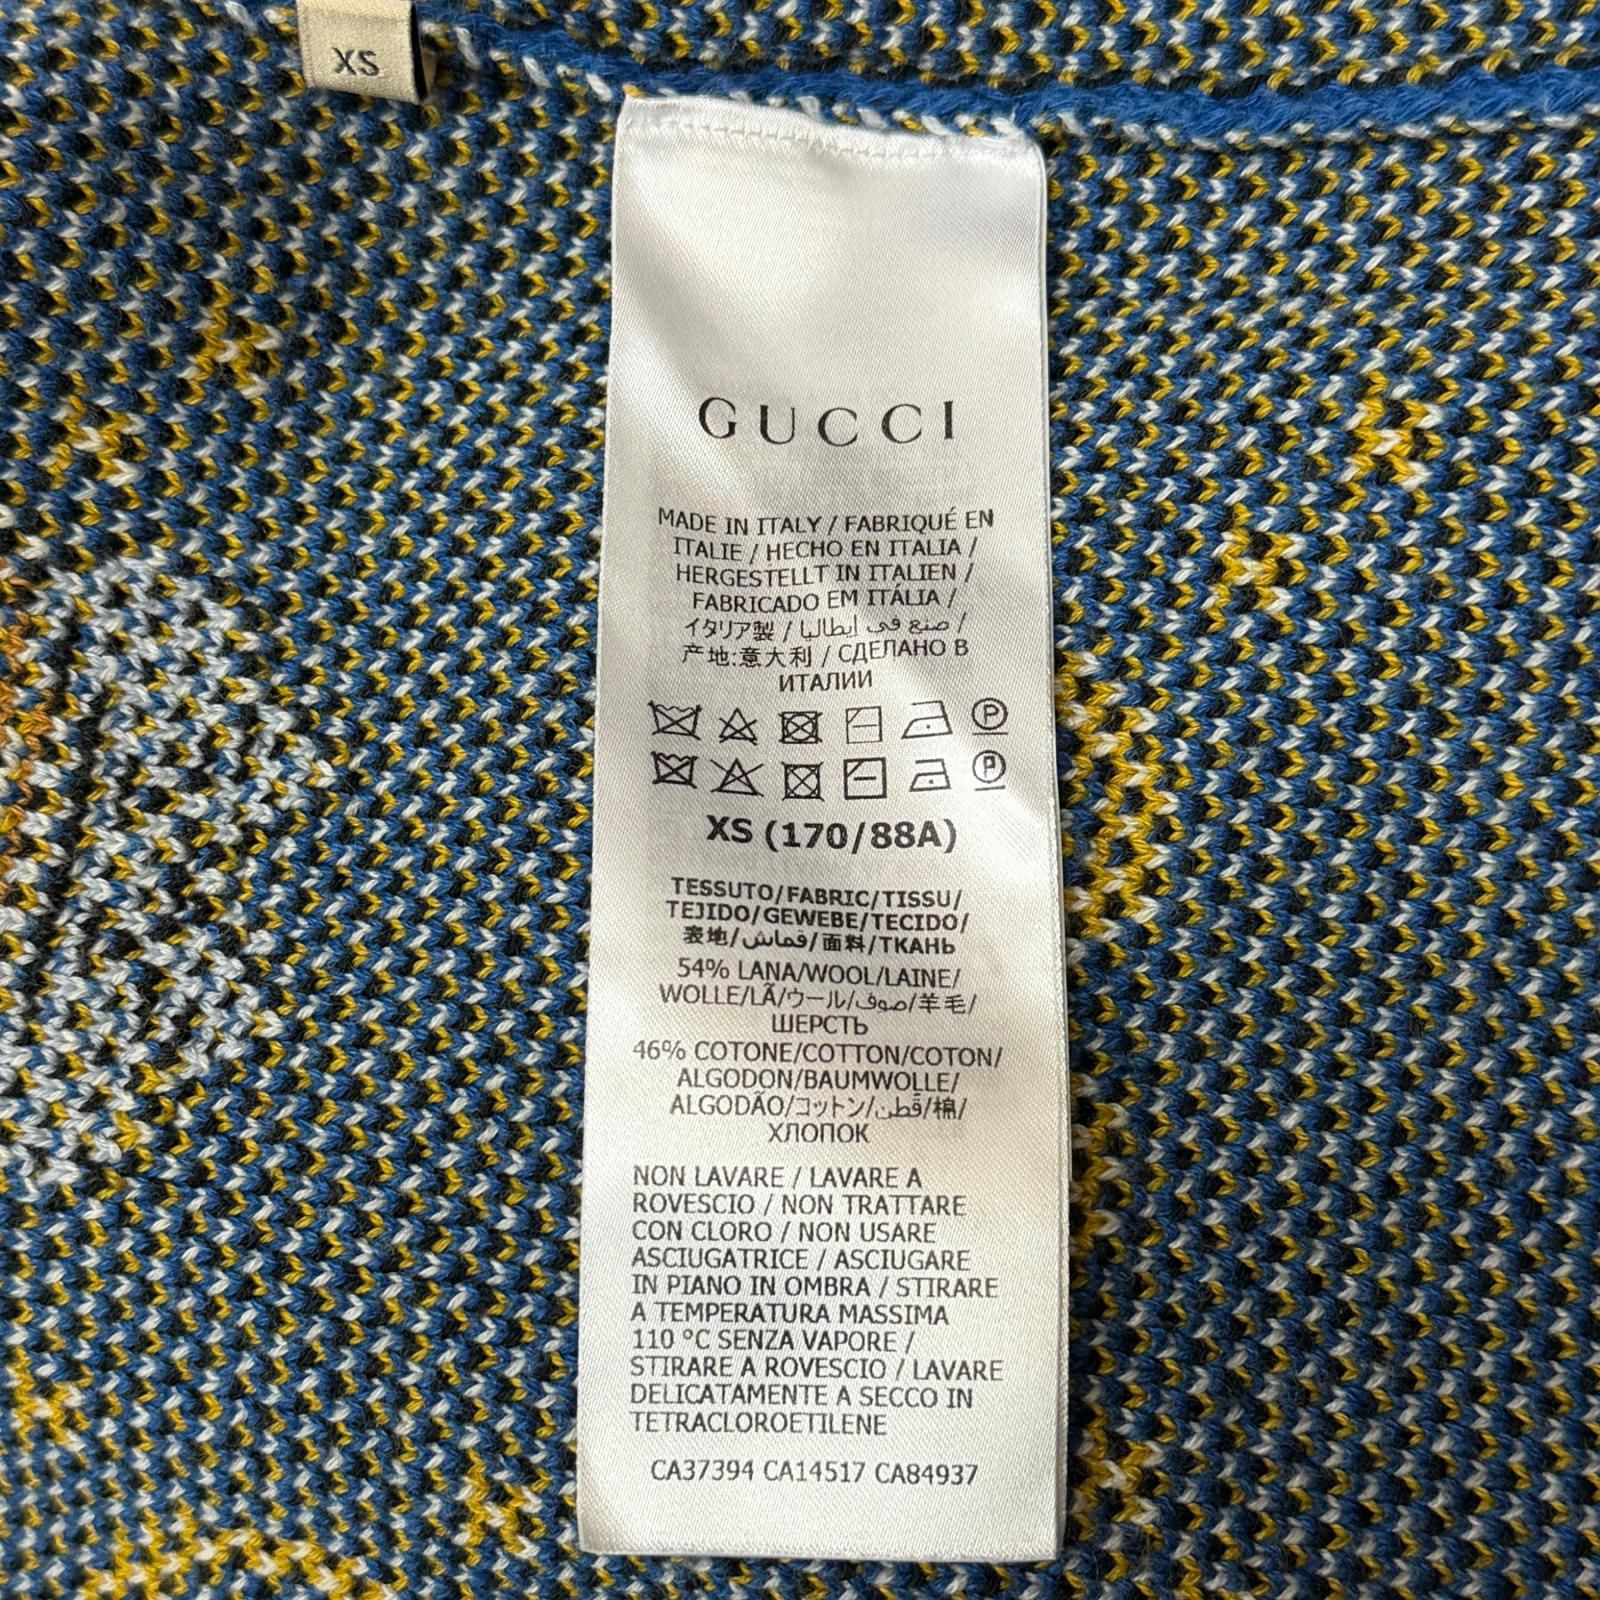 XS
GUCCI
MADE IN ITALY / FABRIQUÉ EN
ITALIE / HECHO EN ITALIA /
HERGESTELLT IN ITALIEN /
FABRICADO EM ITÁLIA /
イタリア製 / صنع في إيطاليا /
产地:意大利 / СДЕЛАНО В
ИТАЛИИ
P
P
XS (170/88A)
TESSUTO/FABRIC/TISSU/
TEJIDO/GEWEBE/TECIDO/
表地/قماش/面料/ТКАНЬ
54% LANA/WOOL/LAINE/
WOLLE/LÃ/ウール/صوف/羊毛/
ШЕРСТЬ
46% COTONE/COTTON/COTON/
ALGODON/BAUMWOLLE/
ALGODÃO/コットン/قطن/棉/
ХЛОПОК
NON LAVARE / LAVARE A
ROVESCIO / NON TRATTARE
CON CLORO / NON USARE
ASCIUGATRICE / ASCIUGARE
IN PIANO IN OMBRA / STIRARE
A TEMPERATURA MASSIMA
110 °C SENZA VAPORE /
STIRARE A ROVESCIO / LAVARE
DELICATAMENTE A SECCO IN
TETRACLOROETILENE
CA37394 CA14517 CA84937